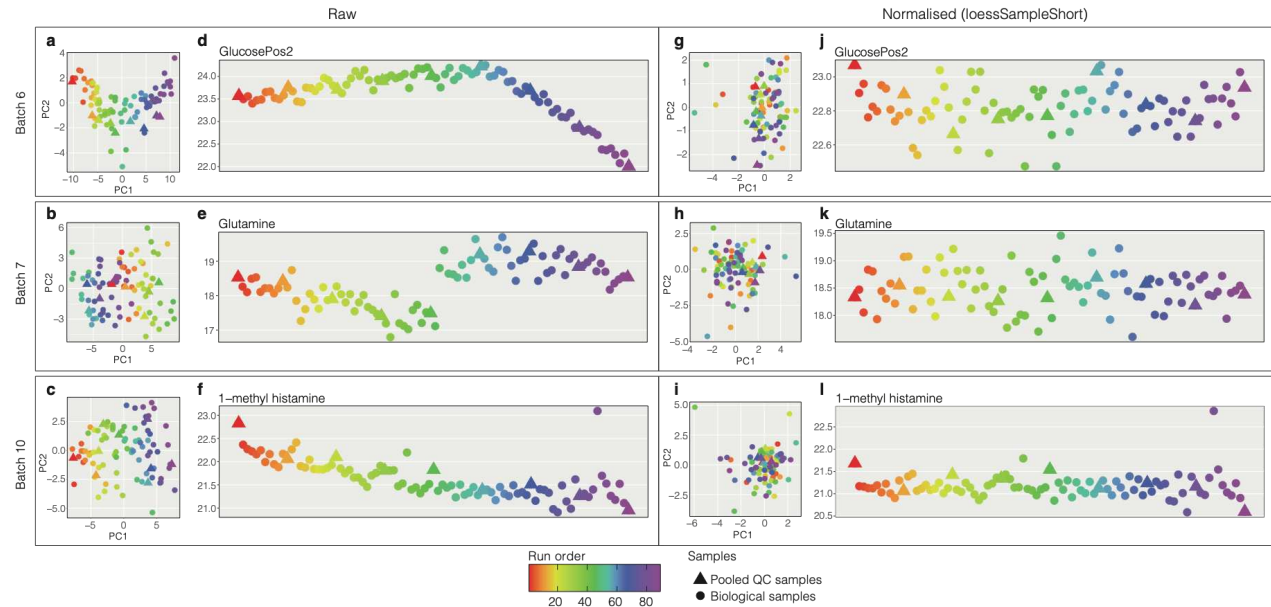 Raw
Normalised (loessSampleShort)
Batch 6
a
4
2
0
−2
−4
PC2
−10 −5 0 5 10
PC1
d
GlucosePos2
24.0
23.5
23.0
22.5
22.0
g
2
1
0
−1
−2
PC2
−4 −2 0 2
PC1
j
GlucosePos2
23.0
22.8
22.6
Batch 7
b
6
3
0
−3
PC2
−5 0 5
PC1
e
Glutamine
19
18
17
h
2.5
0.0
−2.5
−5.0
PC2
−4 −2 0 2 4
PC1
k
Glutamine
19.5
19.0
18.5
18.0
Batch 10
c
2.5
0.0
−2.5
−5.0
PC2
−5 0 5
PC1
f
1−methyl histamine
23.0
22.5
22.0
21.5
21.0
i
5.0
2.5
0.0
−2.5
PC2
−6 −4 −2 0 2
PC1
l
1−methyl histamine
22.5
21.5
21.0
20.5
Run order
20 40 60 80
Samples
Pooled QC samples
Biological samples